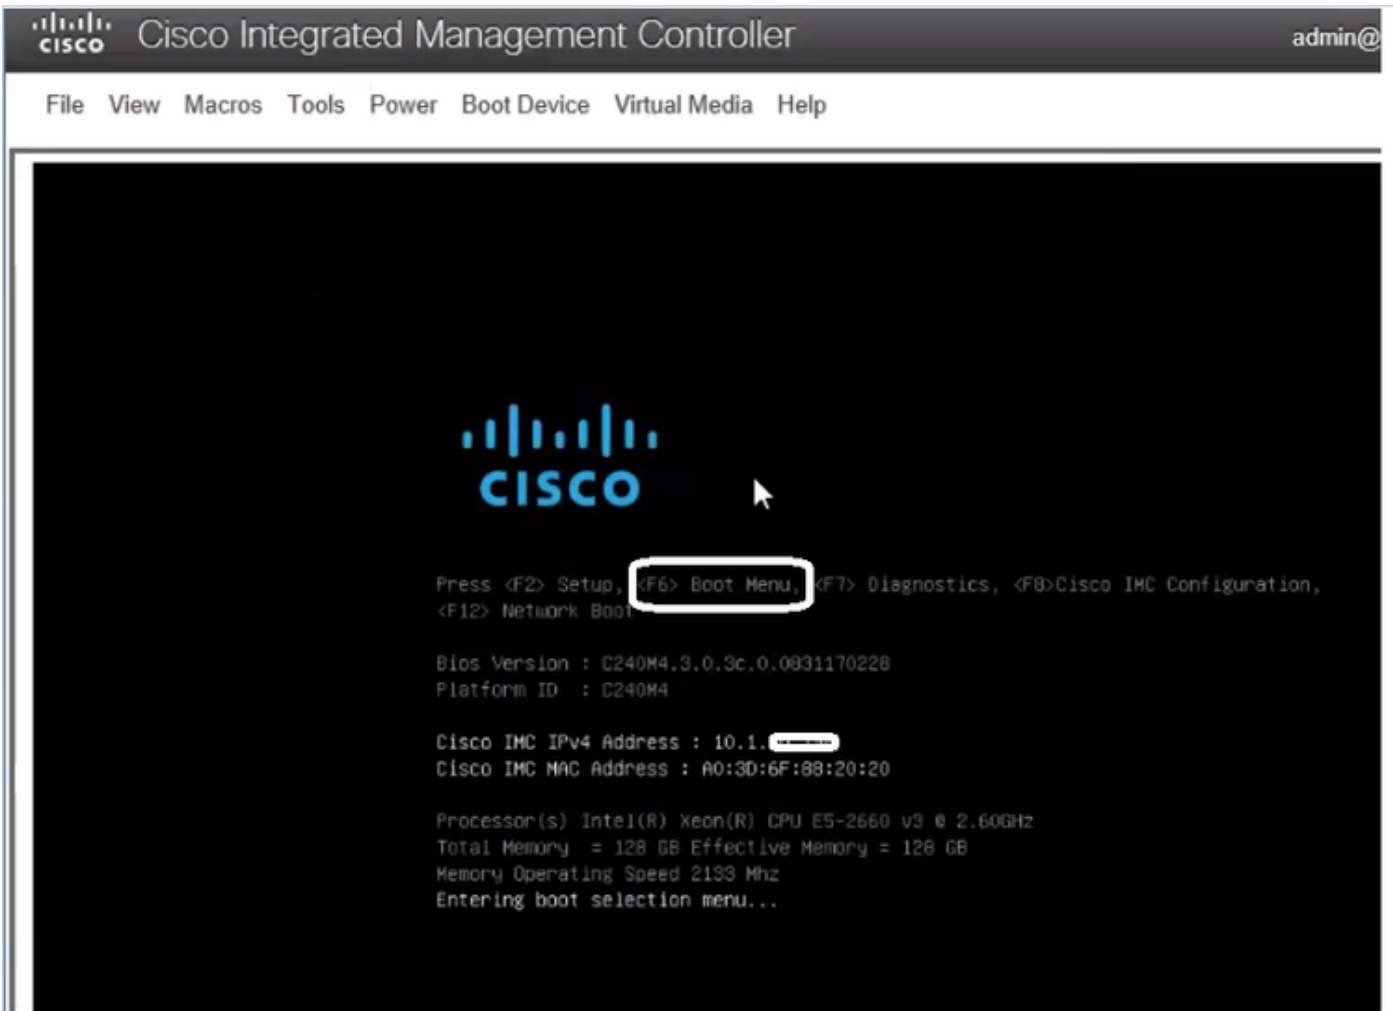 CISCO Cisco Integrated Management Controller admin@
File View Macros Tools Power Boot Device Virtual Media Help
CISCO
Press <F2> Setup, <F6> Boot Menu, <F7> Diagnostics, <F8>Cisco IMC Configuration,
<F12> Network Boot
Bios Version : C240M4.3.0.3c.0.0831170228
Platform ID : C240M4
Cisco IMC IPv4 Address : 10.1.
Cisco IMC MAC Address : A0:3D:6F:88:20:20
Processor(s) Intel(R) Xeon(R) CPU E5-2660 v3 @ 2.60GHz
Total Memory = 128 GB Effective Memory = 128 GB
Memory Operating Speed 2133 Mhz
Entering boot selection menu...